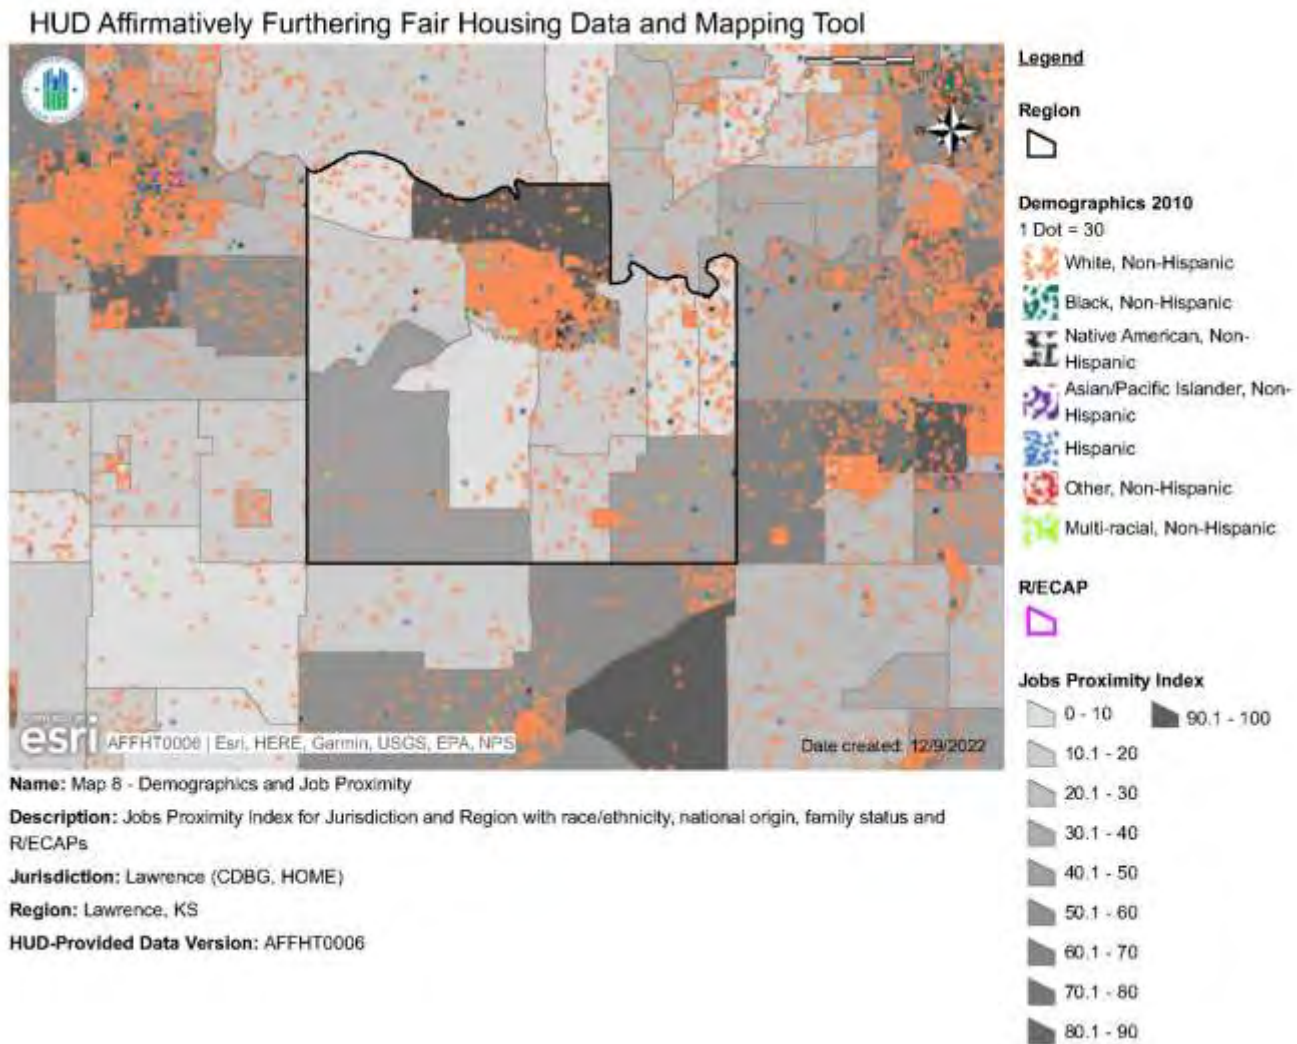 HUD Affirmatively Furthering Fair Housing Data and Mapping Tool
Legend
Region
Demographics 2010
1 Dot = 30
White, Non-Hispanic
Black, Non-Hispanic
Native American, Non-
Hispanic
Asian/Pacific Islander, Non-
Hispanic
Hispanic
Other, Non-Hispanic
Multi-racial, Non-Hispanic
R/ECAP
Jobs Proximity Index
0 - 10
90.1 - 100
10.1 - 20
20.1 - 30
30.1 - 40
40.1 - 50
50.1 - 60
60.1 - 70
70.1 - 80
80.1 - 90
esri
AFFHT0006 | Esri, HERE, Garmin, USGS, EPA, NPS
Date created: 12/9/2022
Name: Map 8 - Demographics and Job Proximity
Description: Jobs Proximity Index for Jurisdiction and Region with race/ethnicity, national origin, family status and
R/ECAPs
Jurisdiction: Lawrence (CDBG, HOME)
Region: Lawrence, KS
HUD-Provided Data Version: AFFHT0006